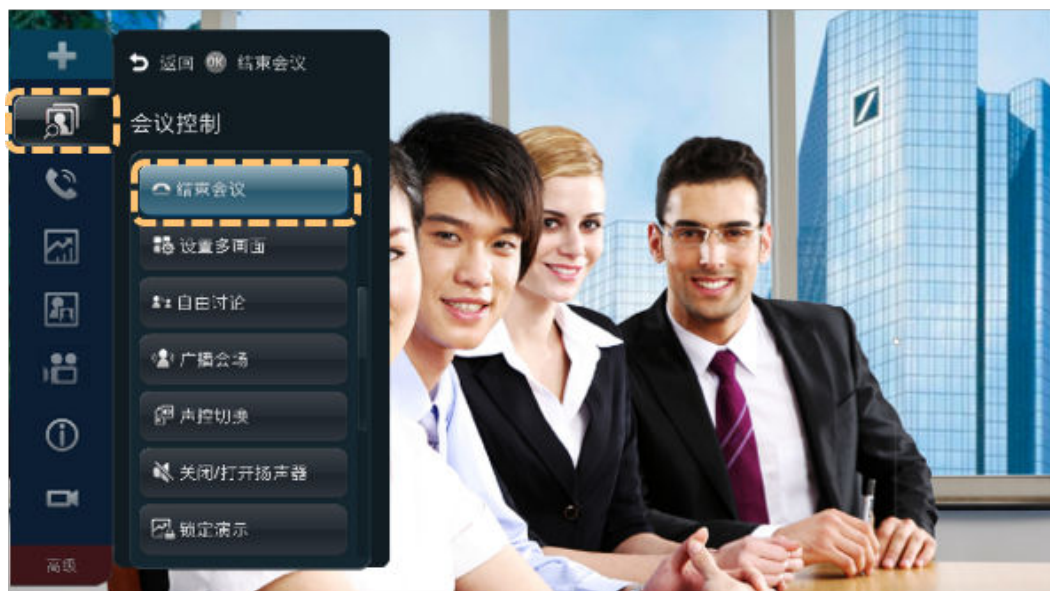 返回 OK 结束会议
会议控制
结束会议
设置多画面
自由讨论
广播会场
声控切换
关闭/打开扬声器
锁定演示
高级